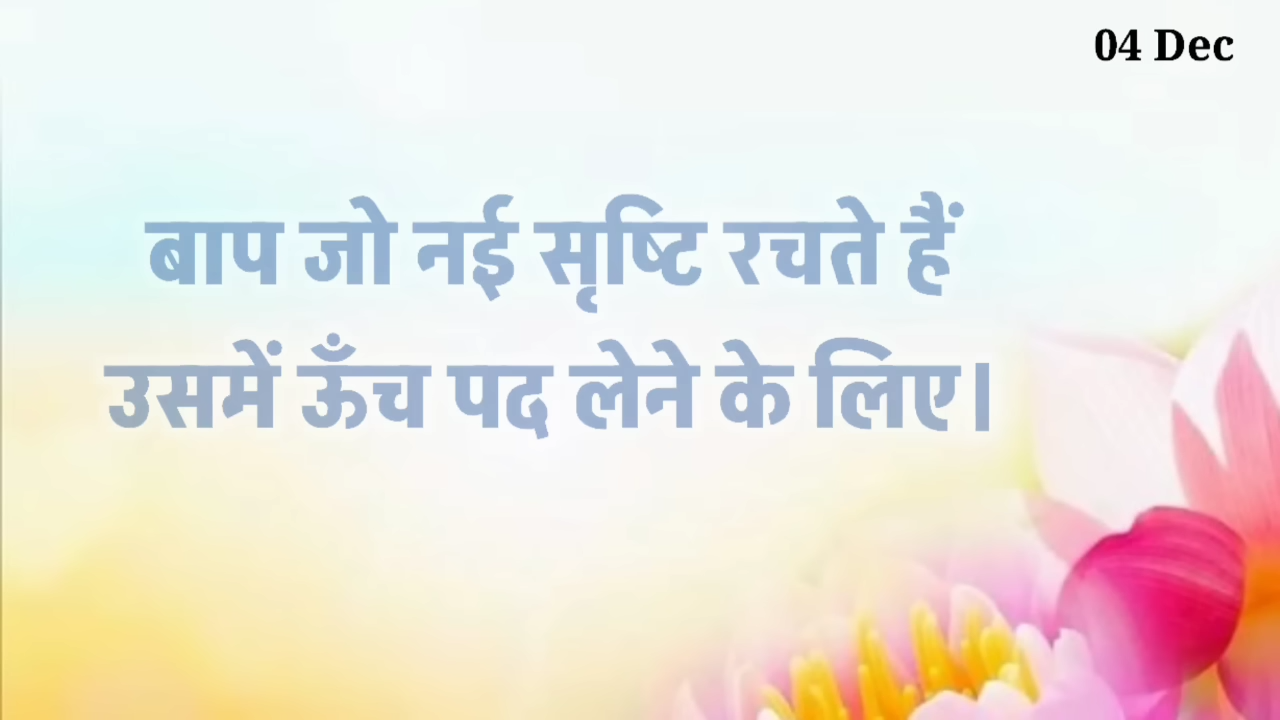 04 Dec
बाप जो नई सृष्टि रचते हैं
उसमें ऊँच पद लेने के लिए।